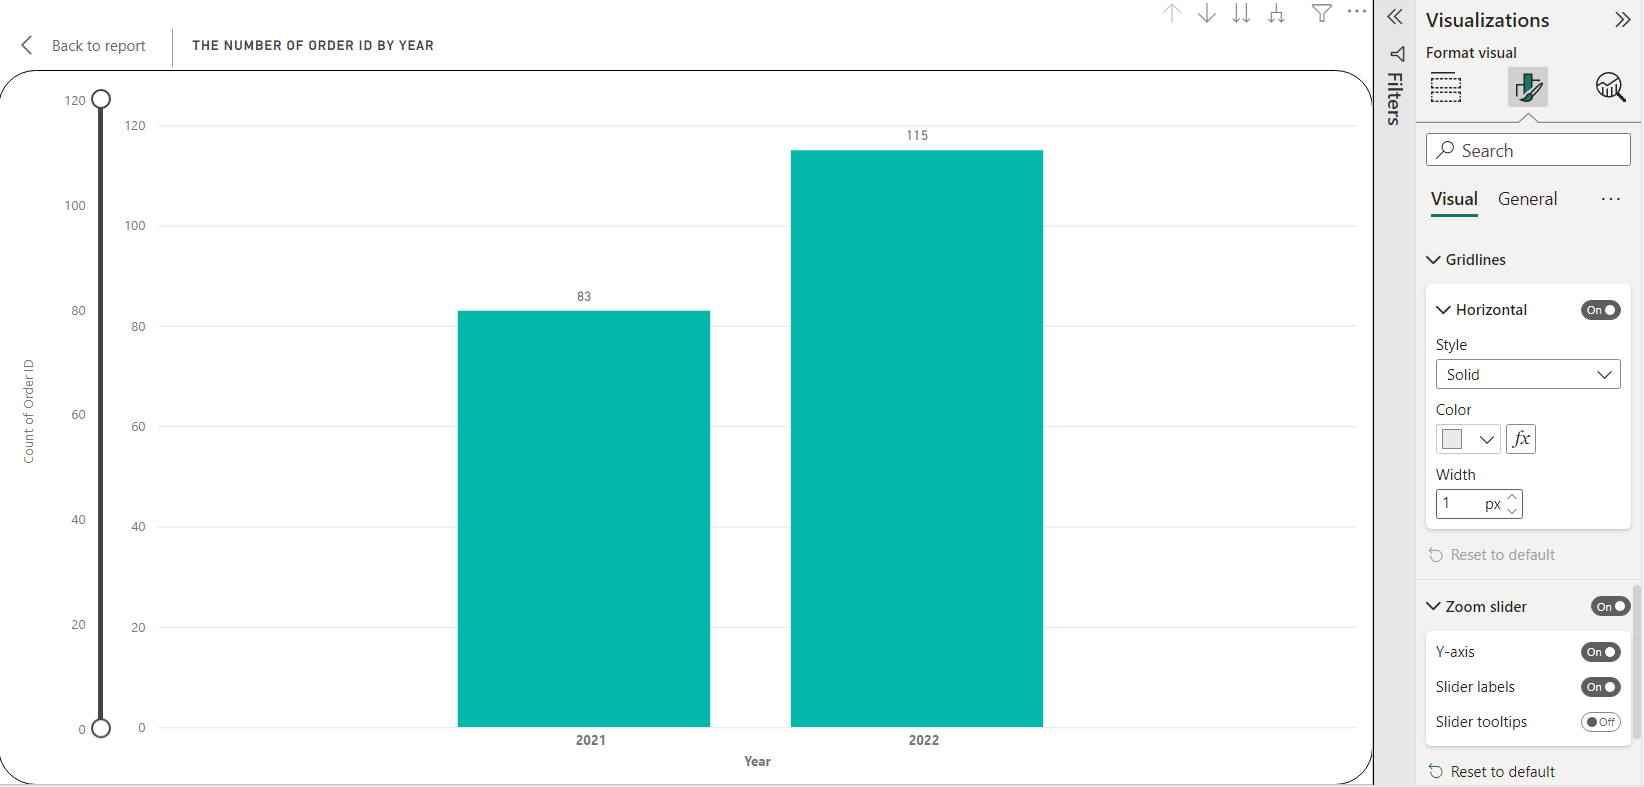 Back to report
THE NUMBER OF ORDER ID BY YEAR
Count of Order ID
120
100
80
60
40
20
0
120
100
80
60
40
20
0
83
115
2021
2022
Year
Filters
Visualizations
Format visual
Search
Visual General
Gridlines
Horizontal On
Style
Solid
Color
fx
Width
1 px
Reset to default
Zoom slider On
Y-axis On
Slider labels On
Slider tooltips Off
Reset to default